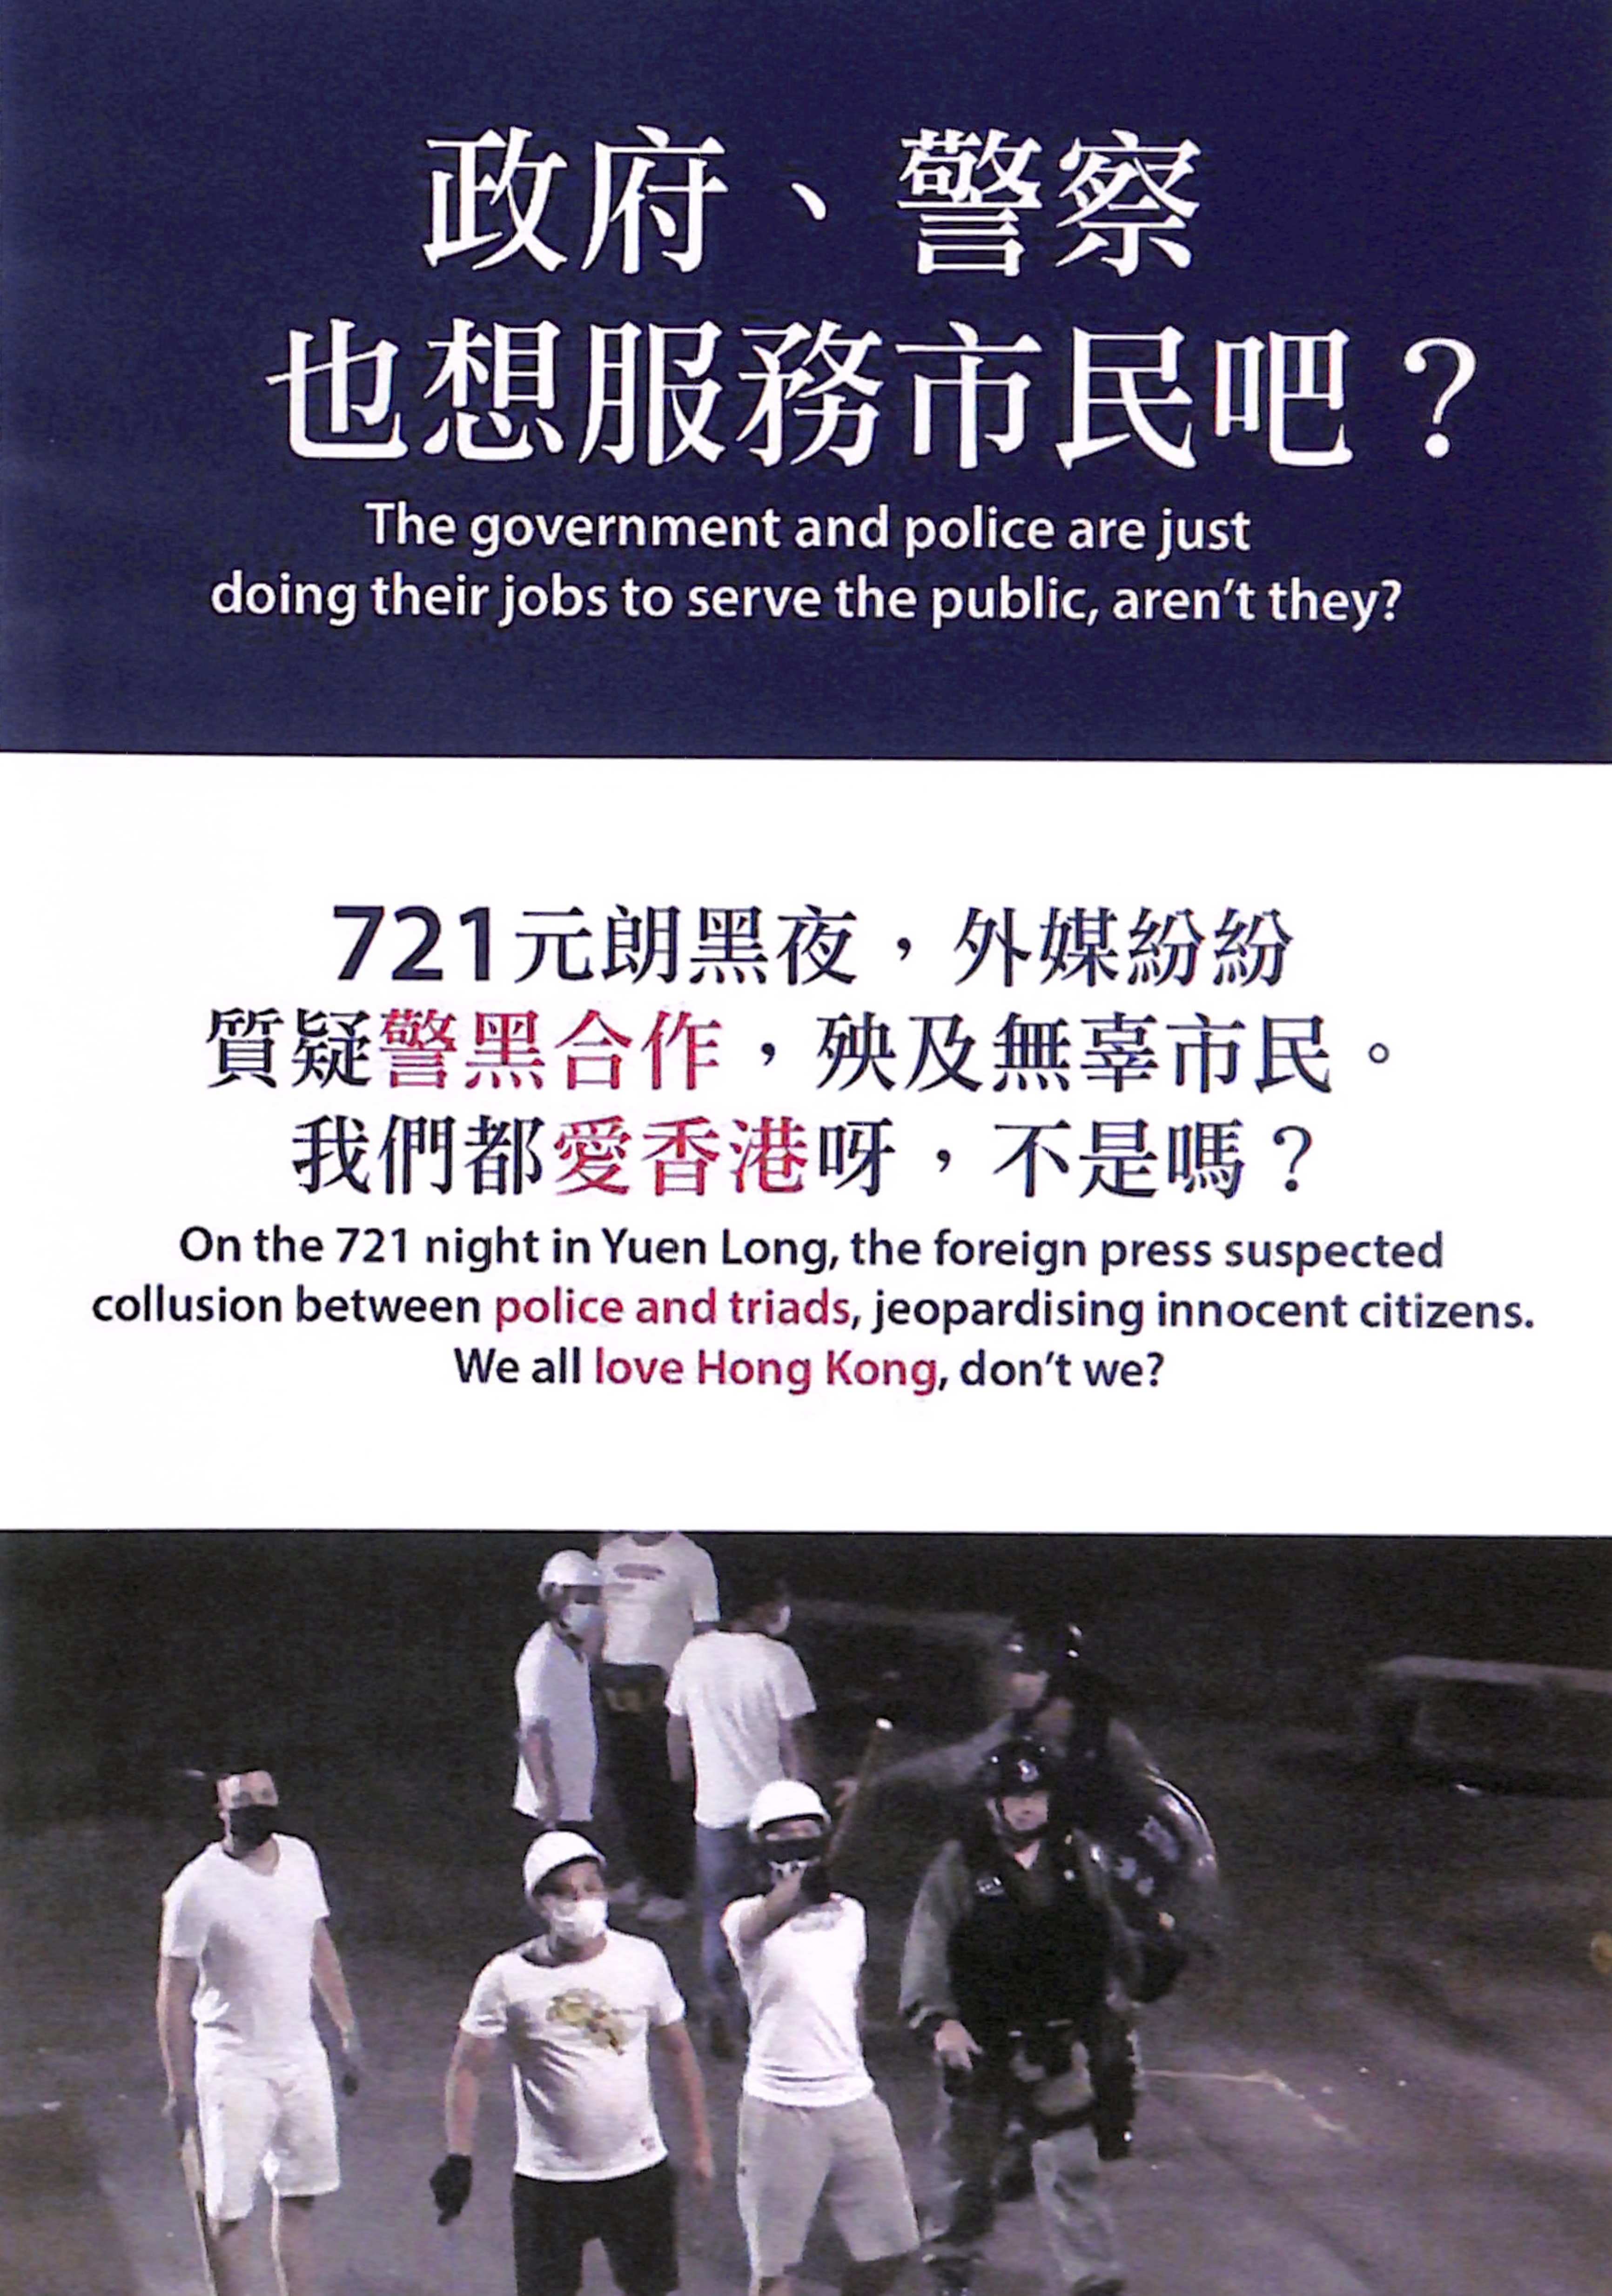 政府、警察
也想服務市民吧？
The government and police are just
doing their jobs to serve the public, aren't they?
721元朗黑夜，外媒紛紛
質疑警黑合作，殃及無辜市民。
我們都愛香港呀，不是嗎？
On the 721 night in Yuen Long, the foreign press suspected
collusion between police and triads, jeopardising innocent citizens.
We all love Hong Kong, don't we?